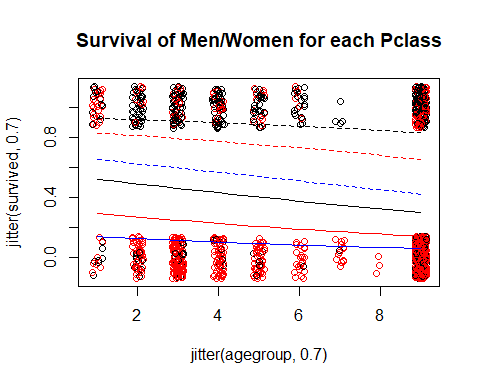 Survival of Men/Women for each Pclass
jitter(survived, 0.7)
0.8
0.4
0.0
2 4 6 8
jitter(agegroup, 0.7)